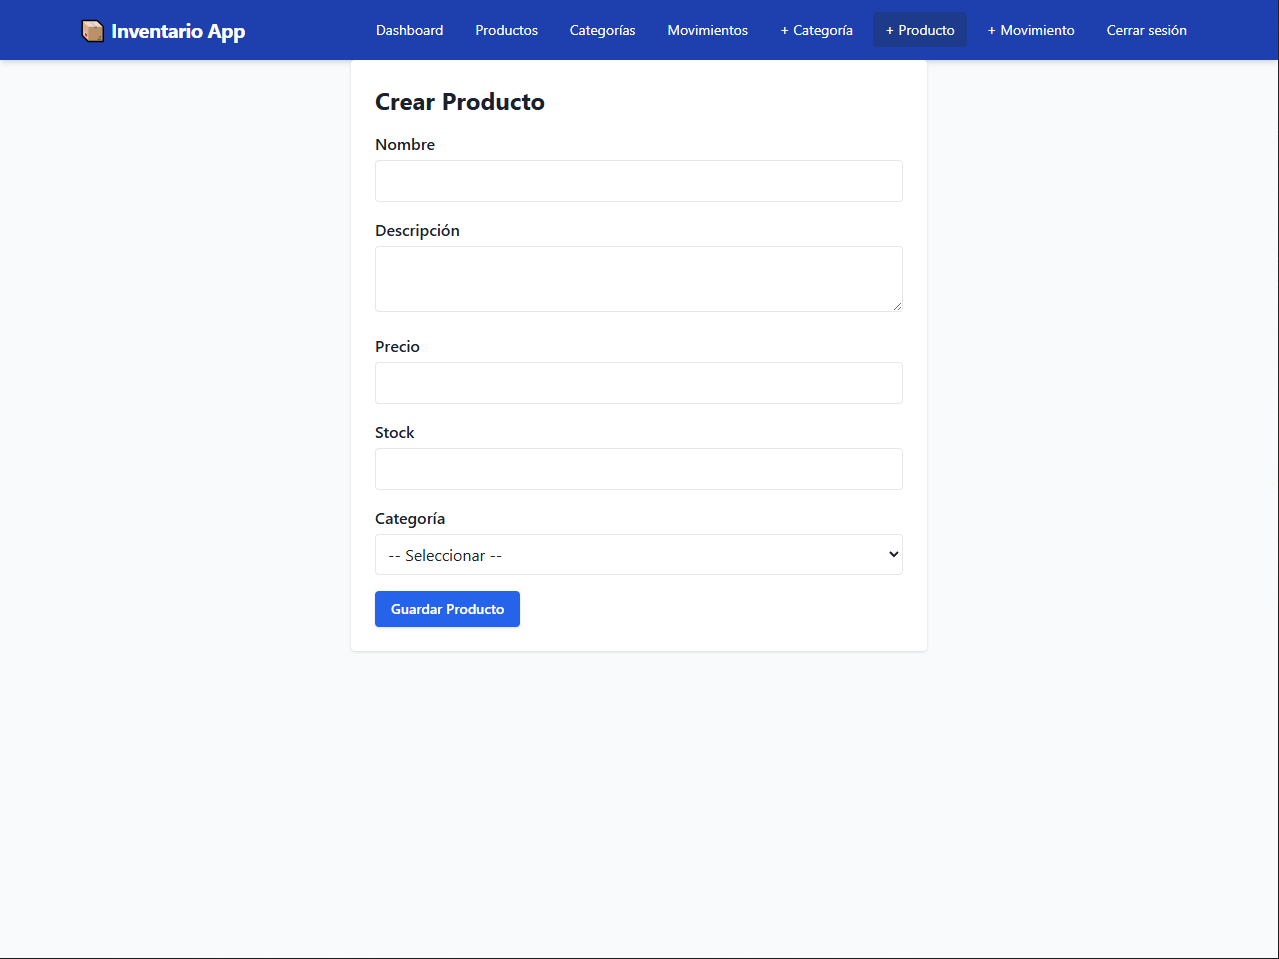 Inventario App
Dashboard Productos Categorías Movimientos + Categoría + Producto + Movimiento Cerrar sesión
Crear Producto
Nombre
Descripción
Precio
Stock
Categoría
-- Seleccionar --
Guardar Producto